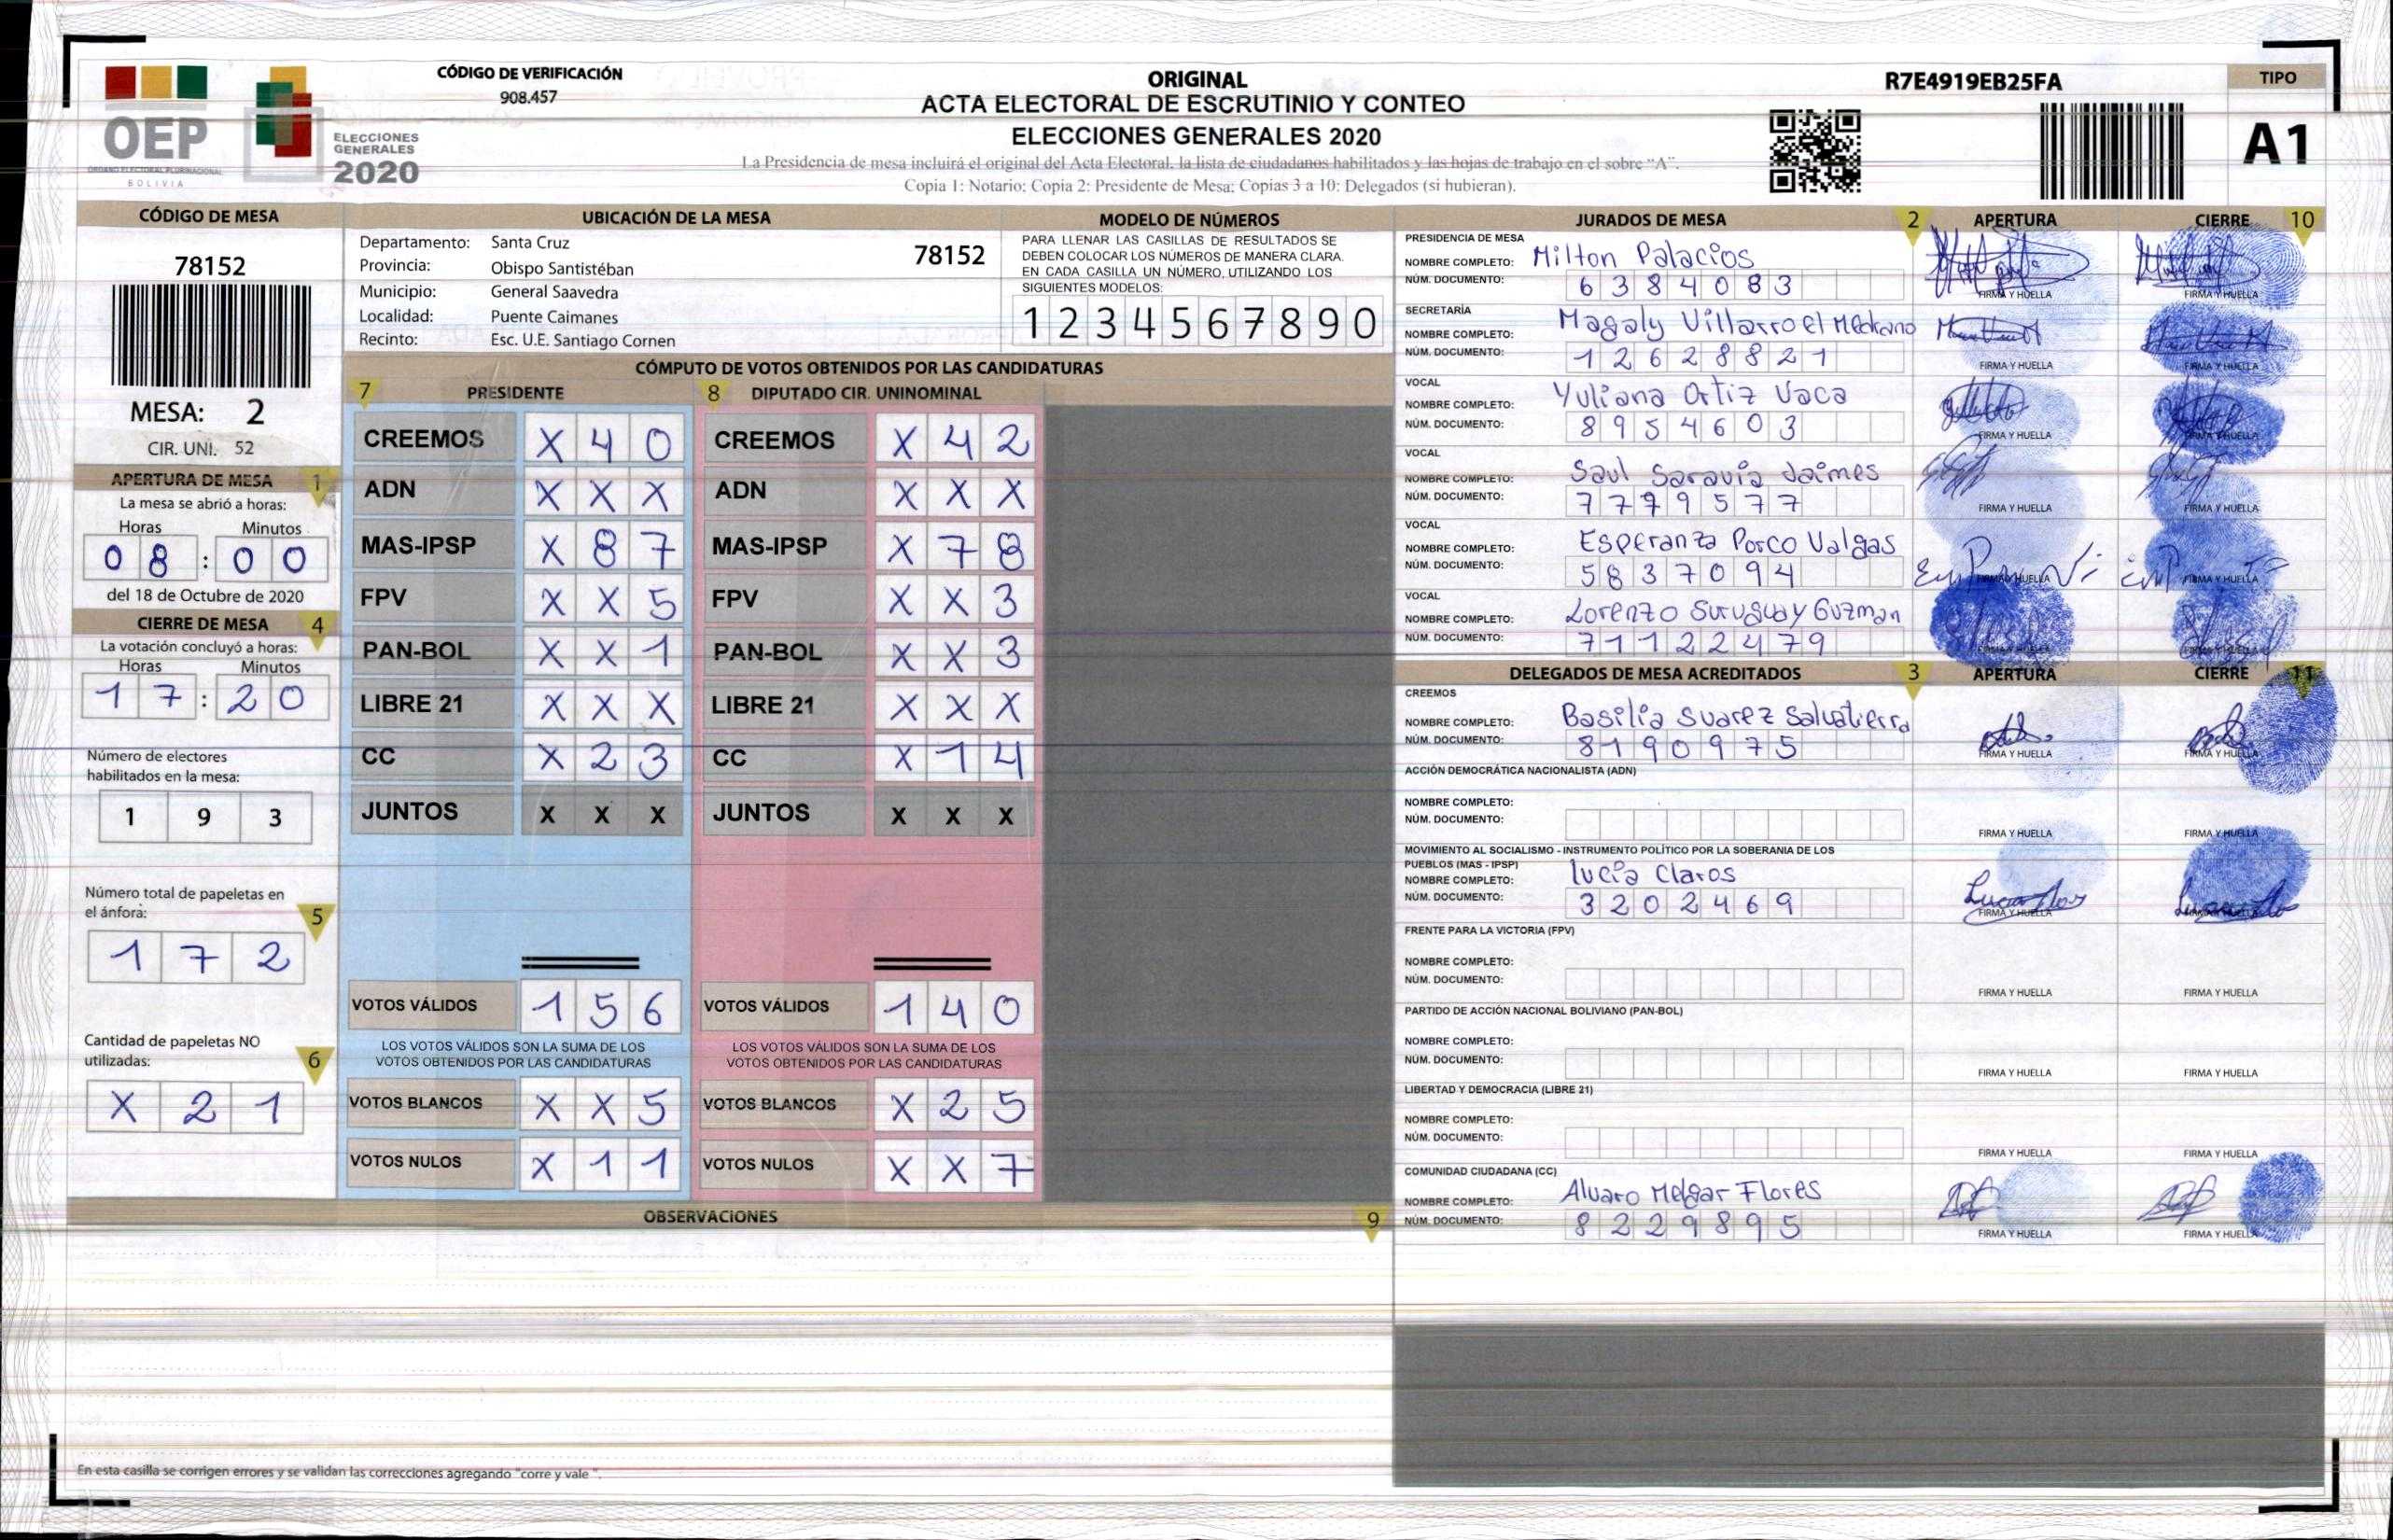 CÓDIGO DE VERIFICACIÓN
908.457
OEP
ÓRGANO ELECTORAL PLURINACIONAL
BOLIVIA
ELECCIONES
GENERALES
2020
ORIGINAL
ACTA ELECTORAL DE ESCRUTINIO Y CONTEO
ELECCIONES GENERALES 2020
La Presidencia de mesa incluirá el original del Acta Electoral, la lista de ciudadanos habilitados y las hojas de trabajo en el sobre "A".
Copia 1: Notario; Copia 2: Presidente de Mesa; Copias 3 a 10: Delegados (si hubieran).
R7E4919EB25FA
TIPO
A1
CÓDIGO DE MESA
78152
MESA: 2
CIR. UNI. 52
APERTURA DE MESA 1
La mesa se abrió a horas:
Horas Minutos
08 : 00
del 18 de Octubre de 2020
CIERRE DE MESA 4
La votación concluyó a horas:
Horas Minutos
17 : 20
Número de electores
habilitados en la mesa:
1 9 3
Número total de papeletas en
el ánfora: 5
1 7 2
Cantidad de papeletas NO
utilizadas: 6
X 2 1
UBICACIÓN DE LA MESA
Departamento: Santa Cruz 78152
Provincia: Obispo Santistéban
Municipio: General Saavedra
Localidad: Puente Caimanes
Recinto: Esc. U.E. Santiago Cornen
MODELO DE NÚMEROS
PARA LLENAR LAS CASILLAS DE RESULTADOS SE
DEBEN COLOCAR LOS NÚMEROS DE MANERA CLARA.
EN CADA CASILLA UN NÚMERO, UTILIZANDO LOS
SIGUIENTES MODELOS:
1 2 3 4 5 6 7 8 9 0
CÓMPUTO DE VOTOS OBTENIDOS POR LAS CANDIDATURAS
7 PRESIDENTE 8 DIPUTADO CIR. UNINOMINAL
CREEMOS X 4 0 CREEMOS X 4 2
ADN X X X ADN X X X
MAS-IPSP X 8 7 MAS-IPSP X 7 8
FPV X X 5 FPV X X 3
PAN-BOL X X 1 PAN-BOL X X 3
LIBRE 21 X X X LIBRE 21 X X X
CC X 2 3 CC X 1 4
JUNTOS X X X JUNTOS X X X
VOTOS VÁLIDOS 1 5 6 VOTOS VÁLIDOS 1 4 0
LOS VOTOS VÁLIDOS SON LA SUMA DE LOS LOS VOTOS VÁLIDOS SON LA SUMA DE LOS
VOTOS OBTENIDOS POR LAS CANDIDATURAS VOTOS OBTENIDOS POR LAS CANDIDATURAS
VOTOS BLANCOS X X 5 VOTOS BLANCOS X 2 5
VOTOS NULOS X 1 1 VOTOS NULOS X X 7
OBSERVACIONES 9
En esta casilla se corrigen errores y se validan las correcciones agregando "corre y vale".
JURADOS DE MESA 2 APERTURA CIERRE 10
PRESIDENCIA DE MESA
NOMBRE COMPLETO: Milton Palacios
NÚM. DOCUMENTO: 6384083 FIRMA Y HUELLA FIRMA Y HUELLA
SECRETARÍA
NOMBRE COMPLETO: Magaly Villarroel Medrano
NÚM. DOCUMENTO: 12628821 FIRMA Y HUELLA FIRMA Y HUELLA
VOCAL
NOMBRE COMPLETO: Yuliana Ortiz Vaca
NÚM. DOCUMENTO: 8954603 FIRMA Y HUELLA FIRMA Y HUELLA
VOCAL
NOMBRE COMPLETO: Saul Saravia Jaimes
NÚM. DOCUMENTO: 7779577 FIRMA Y HUELLA FIRMA Y HUELLA
VOCAL
NOMBRE COMPLETO: Esperanza Porco Valgas
NÚM. DOCUMENTO: 5837094 FIRMA Y HUELLA FIRMA Y HUELLA
VOCAL
NOMBRE COMPLETO: Lorenzo Suruguay Guzman
NÚM. DOCUMENTO: 71122479
DELEGADOS DE MESA ACREDITADOS 3 APERTURA CIERRE 11
CREEMOS
NOMBRE COMPLETO: Basilia Suarez Salvatierra
NÚM. DOCUMENTO: 8190975 FIRMA Y HUELLA FIRMA Y HUELLA
ACCIÓN DEMOCRÁTICA NACIONALISTA (ADN)
NOMBRE COMPLETO:
NÚM. DOCUMENTO: FIRMA Y HUELLA FIRMA Y HUELLA
MOVIMIENTO AL SOCIALISMO - INSTRUMENTO POLÍTICO POR LA SOBERANIA DE LOS
PUEBLOS (MAS - IPSP)
NOMBRE COMPLETO: lucia Claros
NÚM. DOCUMENTO: 3202469 FIRMA Y HUELLA FIRMA Y HUELLA
FRENTE PARA LA VICTORIA (FPV)
NOMBRE COMPLETO:
NÚM. DOCUMENTO: FIRMA Y HUELLA FIRMA Y HUELLA
PARTIDO DE ACCIÓN NACIONAL BOLIVIANO (PAN-BOL)
NOMBRE COMPLETO:
NÚM. DOCUMENTO: FIRMA Y HUELLA FIRMA Y HUELLA
LIBERTAD Y DEMOCRACIA (LIBRE 21)
NOMBRE COMPLETO:
NÚM. DOCUMENTO: FIRMA Y HUELLA FIRMA Y HUELLA
COMUNIDAD CIUDADANA (CC)
NOMBRE COMPLETO: Alvaro Melgar Flores
NÚM. DOCUMENTO: 8229895 FIRMA Y HUELLA FIRMA Y HUELLA